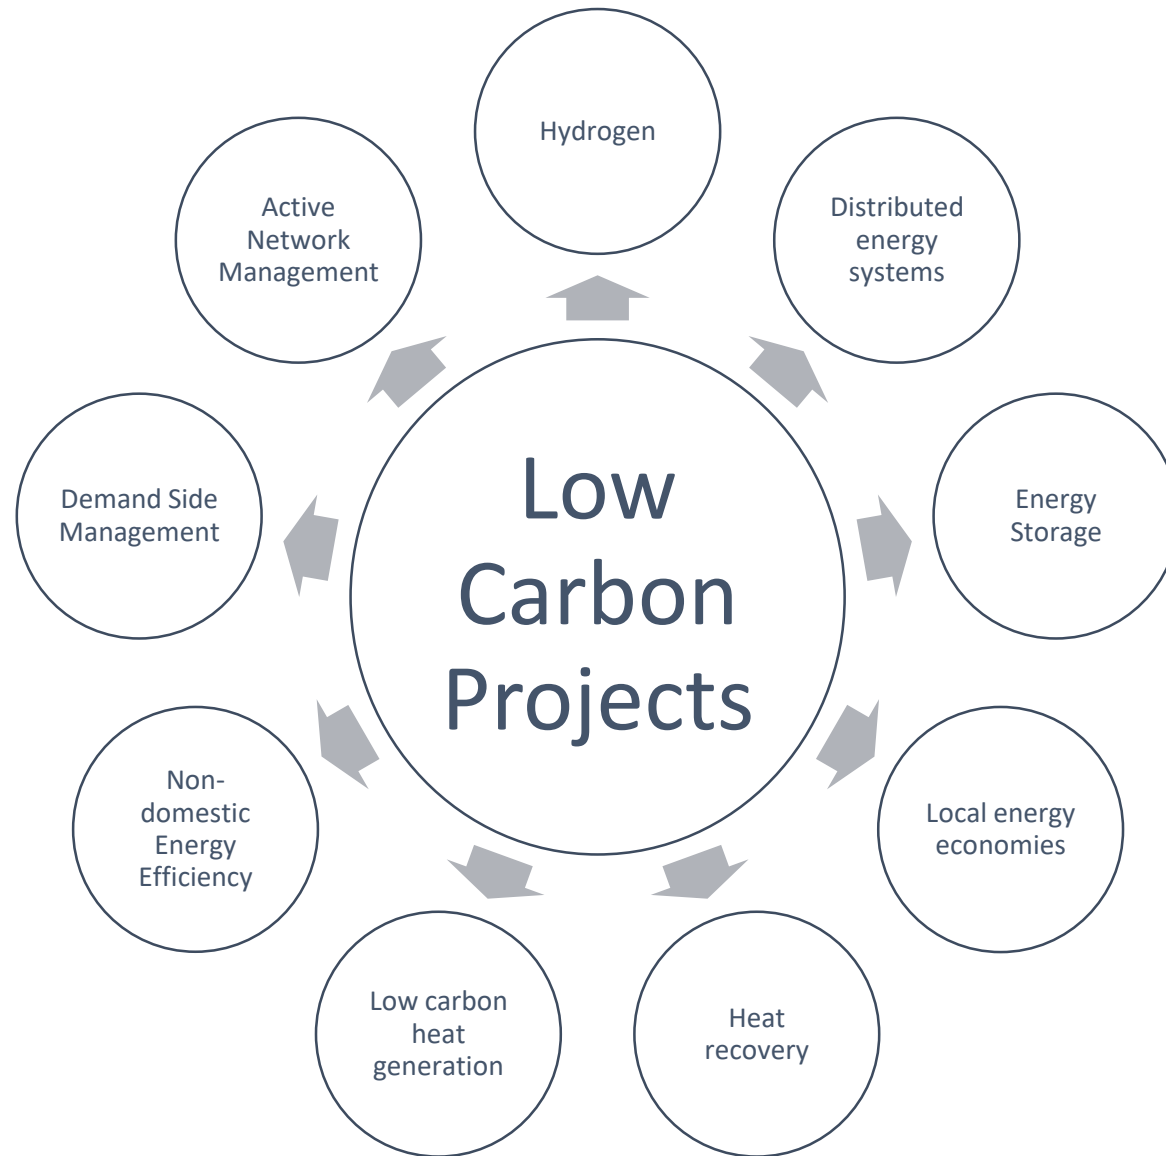 Hydrogen
Distributed
energy
systems
Energy
Storage
Local energy
economies
Heat
recovery
Low carbon
heat
generation
Non-
domestic
Energy
Efficiency
Demand Side
Management
Active
Network
Management
Low
Carbon
Projects